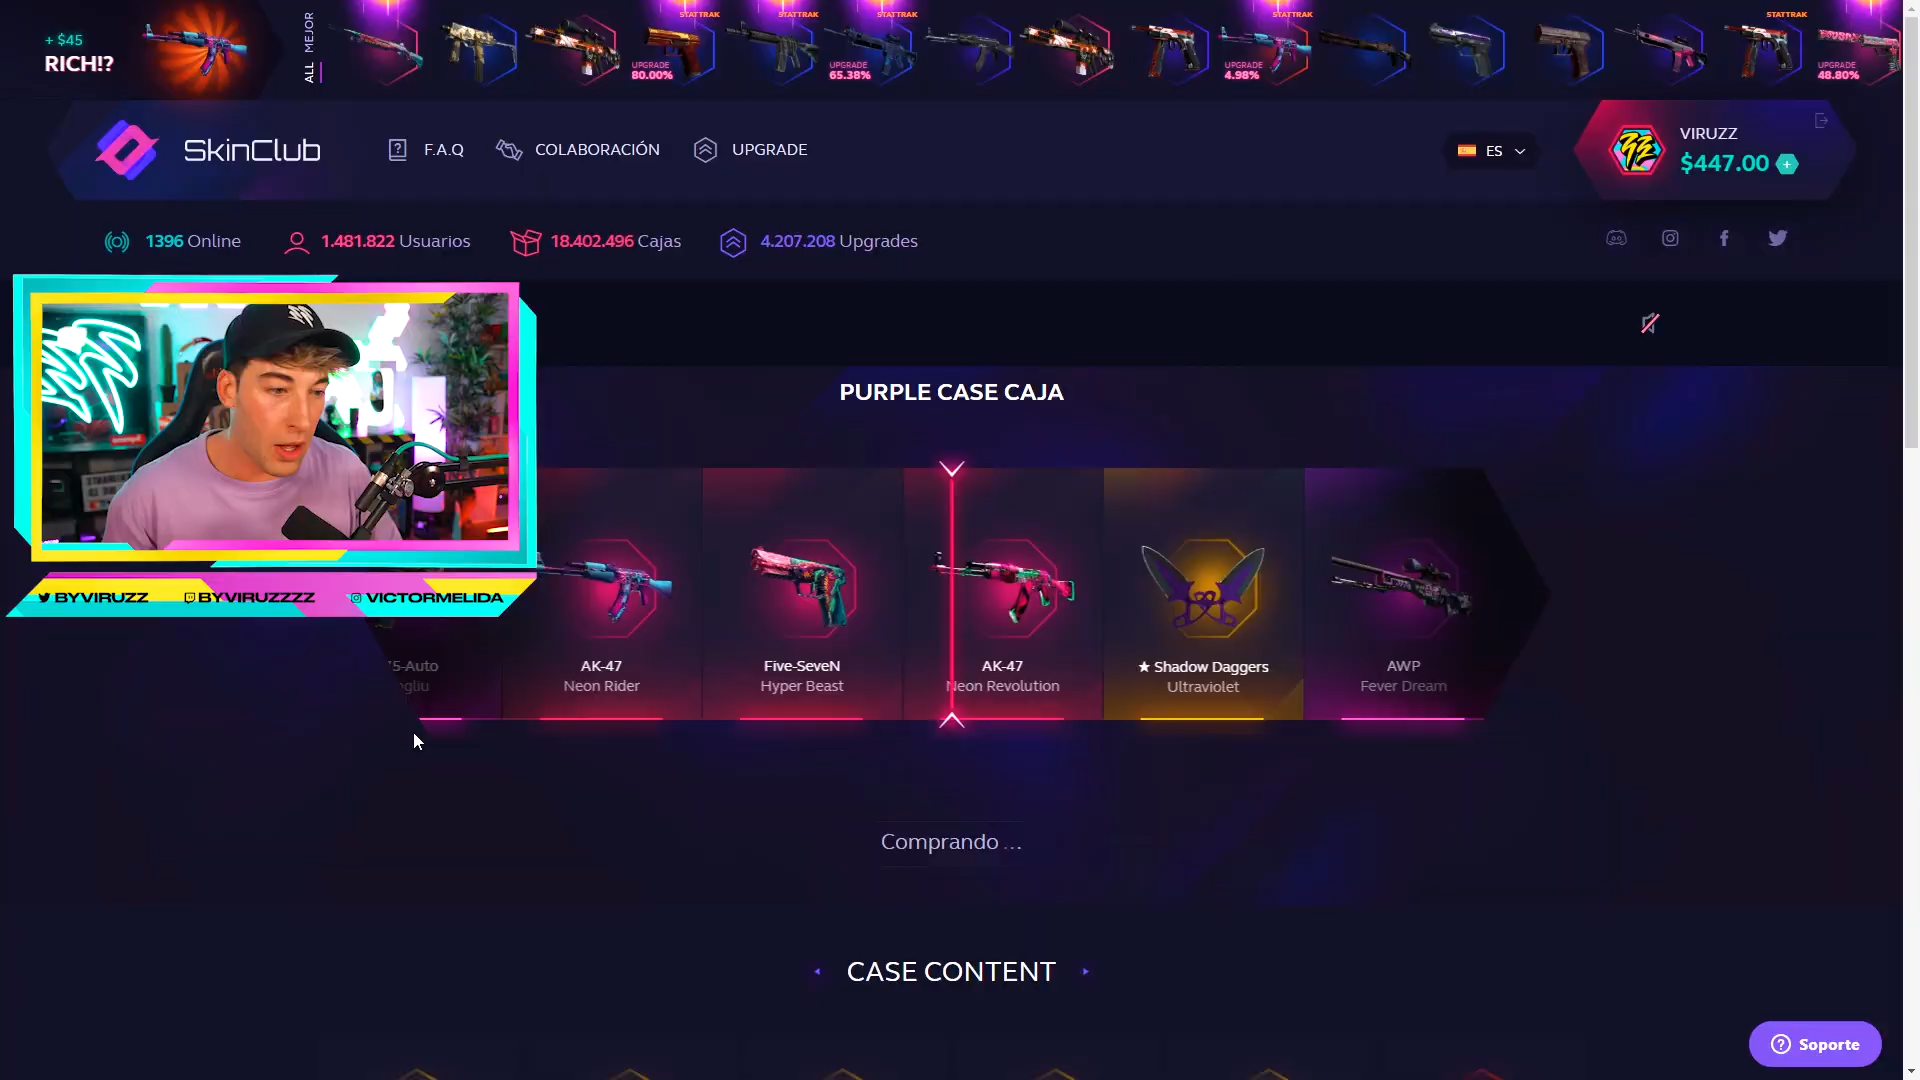 + $45
RICH!?
ALL MEJOR
STATTRAK
STATTRAK
STATTRAK
STATTRAK
STATTRAK
UPGRADE
80.00%
UPGRADE
65.38%
UPGRADE
4.98%
UPGRADE
48.80%
SkinClub
F.A.Q
COLABORACIÓN
UPGRADE
ES
VIRUZZ
$447.00
1396 Online
1.481.822 Usuarios
18.402.496 Cajas
4.207.208 Upgrades
PURPLE CASE CAJA
BYVIRUZZ
BYVIRUZZZZ
VICTORMELIDA
5-Auto
AK-47
Neon Rider
Five-SeveN
Hyper Beast
AK-47
Neon Revolution
★ Shadow Daggers
Ultraviolet
AWP
Fever Dream
Comprando ...
CASE CONTENT
Soporte